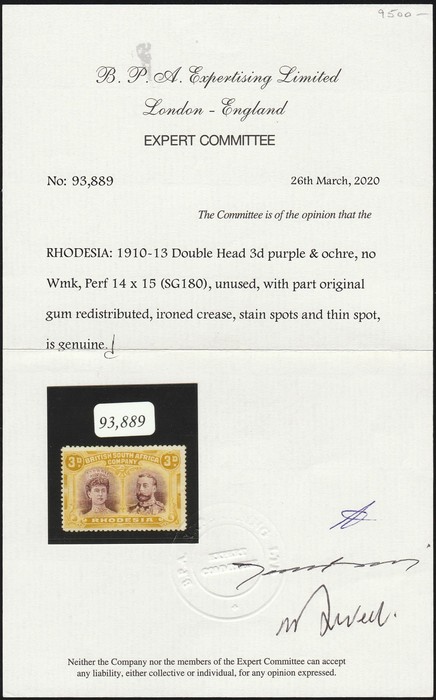 9500 -
B. P. A. Expertising Limited
London - England
EXPERT COMMITTEE
No: 93,889 26th March, 2020
The Committee is of the opinion that the
RHODESIA: 1910-13 Double Head 3d purple & ochre, no
Wmk, Perf 14 x 15 (SG180), unused, with part original
gum redistributed, ironed crease, stain spots and thin spot,
is genuine.
93,889
3D BRITISH SOUTH AFRICA 3D
COMPANY
RHODESIA
Neither the Company nor the members of the Expert Committee can accept
any liability, either collective or individual, for any opinion expressed.